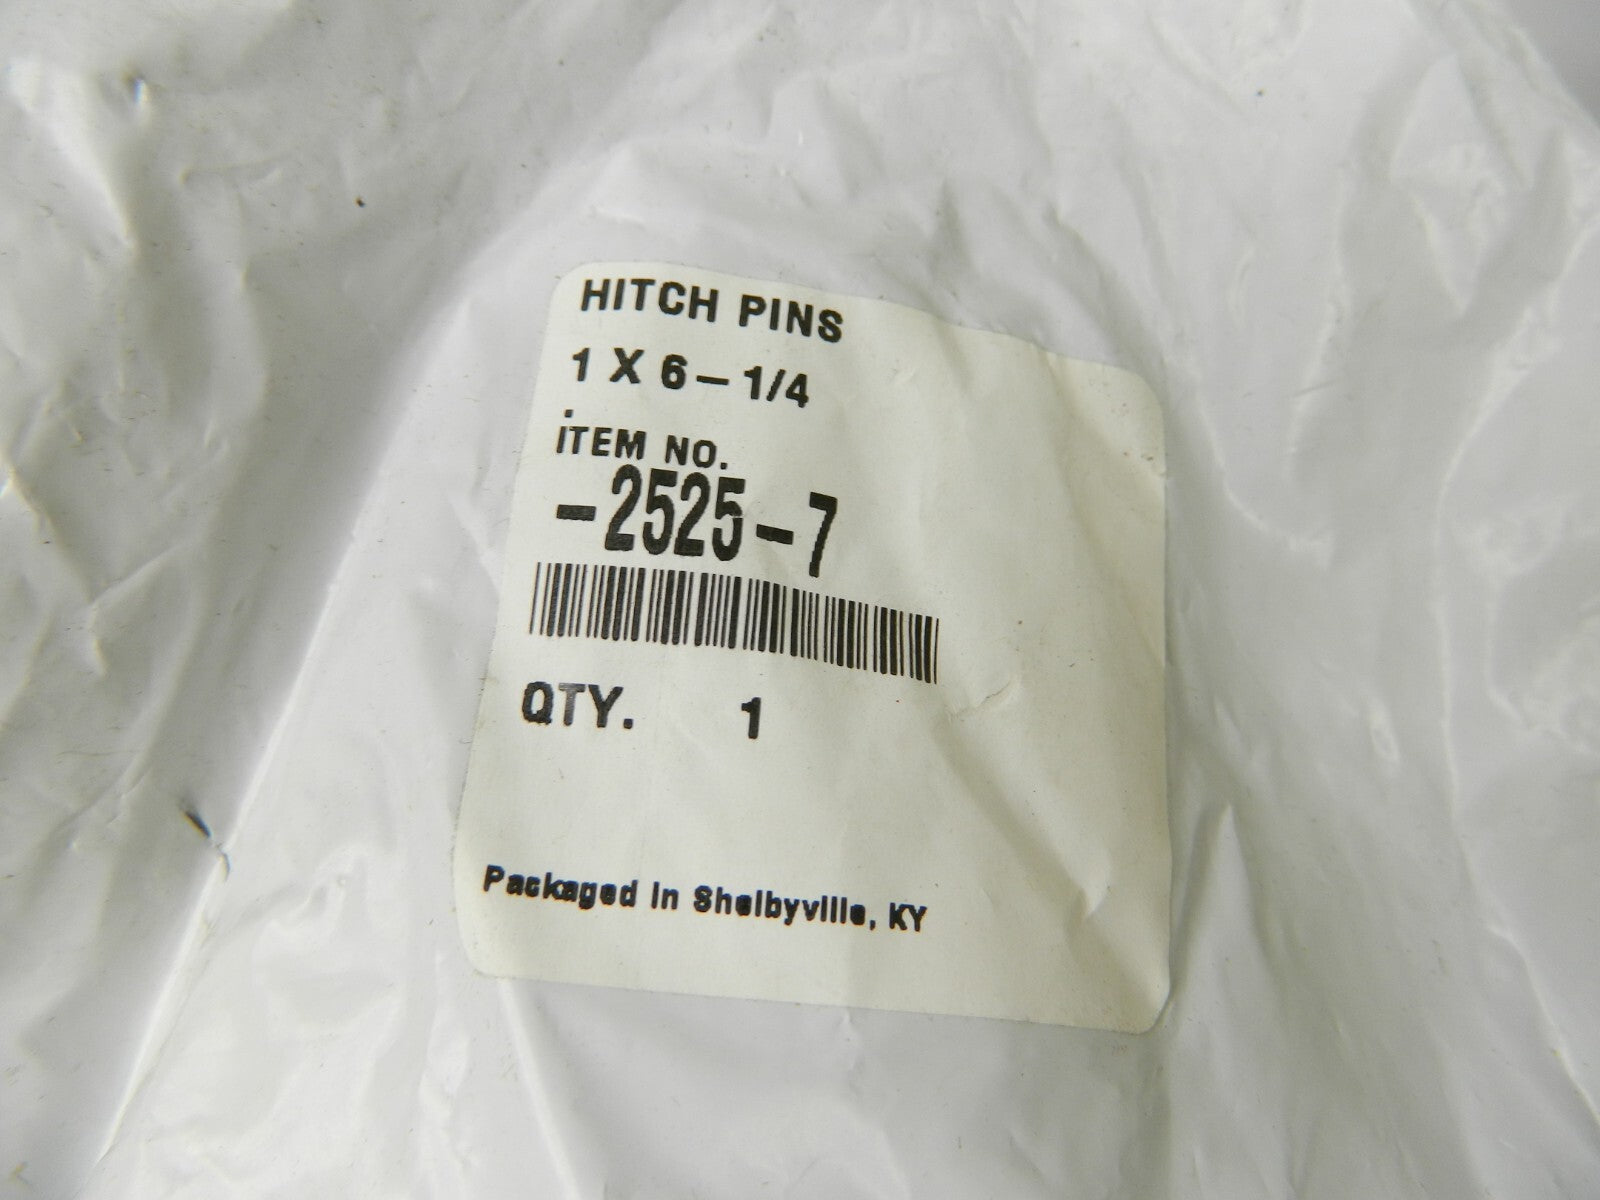 HITCH PINS
1 X 6-1/4
ITEM NO.
-2525-7
QTY. 1
Packaged in Shelbyville, KY